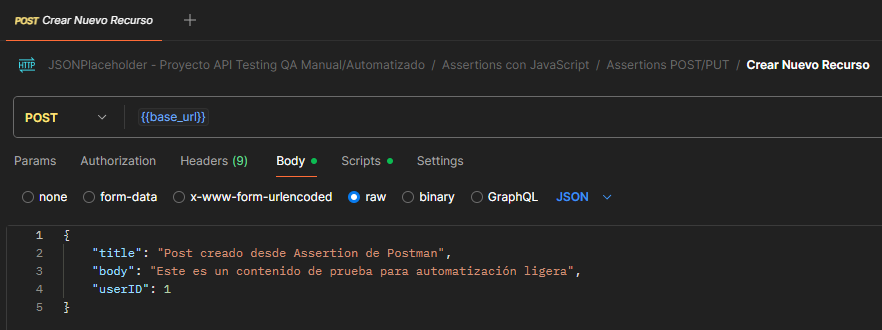 POST Crear Nuevo Recurso +
HTTP JSONPlaceholder - Proyecto API Testing QA Manual/Automatizado / Assertions con JavaScript / Assertions POST/PUT / Crear Nuevo Recurso
POST {{base_url}}
Params Authorization Headers (9) Body Scripts Settings
none form-data x-www-form-urlencoded raw binary GraphQL JSON
1 {
2 "title": "Post creado desde Assertion de Postman",
3 "body": "Este es un contenido de prueba para automatización ligera",
4 "userID": 1
5 }